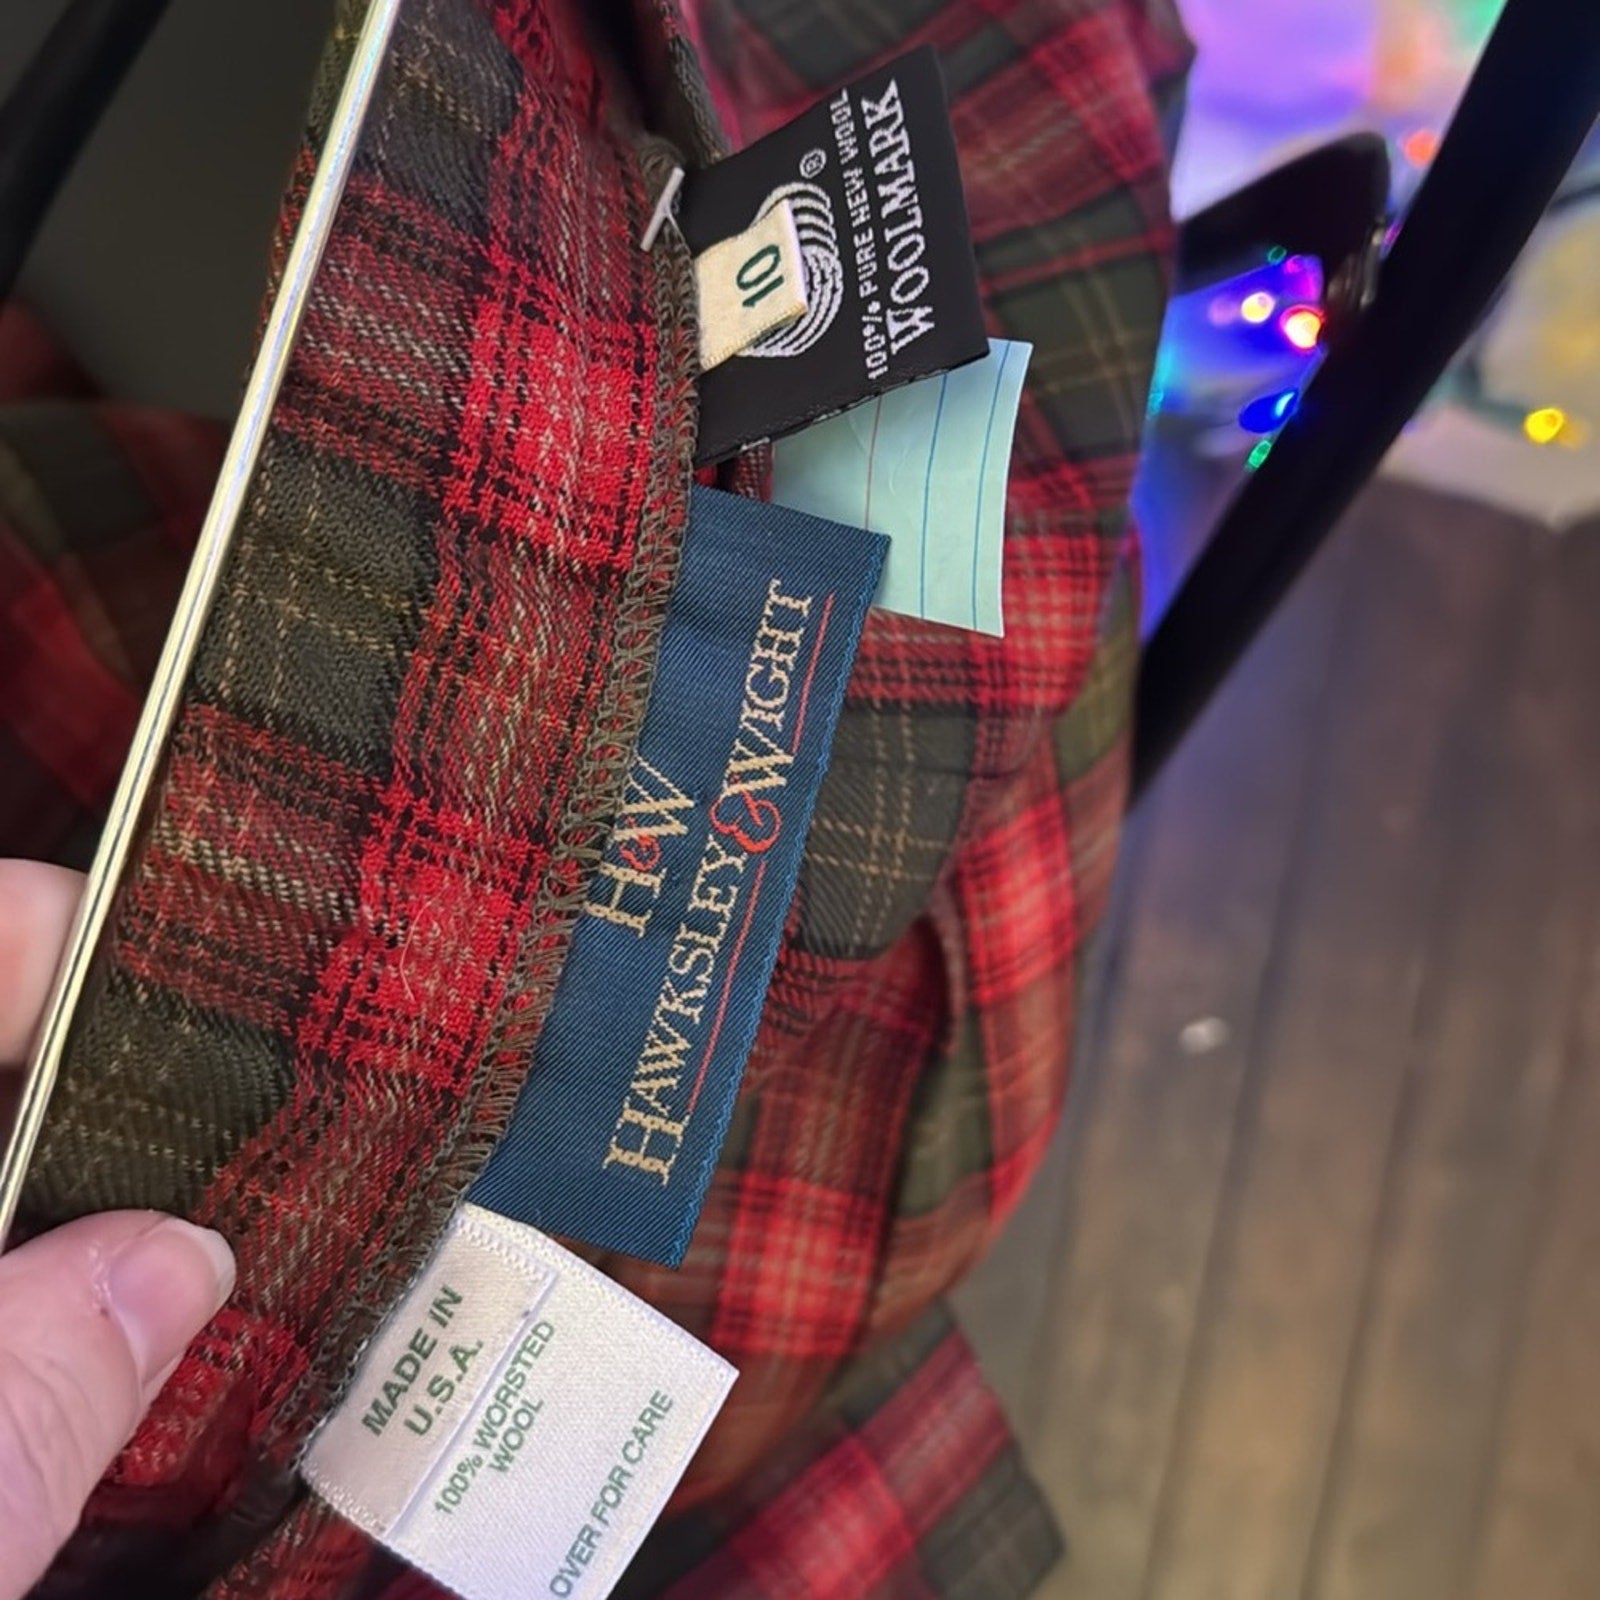 100% PURE NEW WOOL
WOOLMARK
®
10
H&W
HAWKSLEY & WIGHT
MADE IN
U.S.A.
100% WORSTED
WOOL
OVER FOR CARE